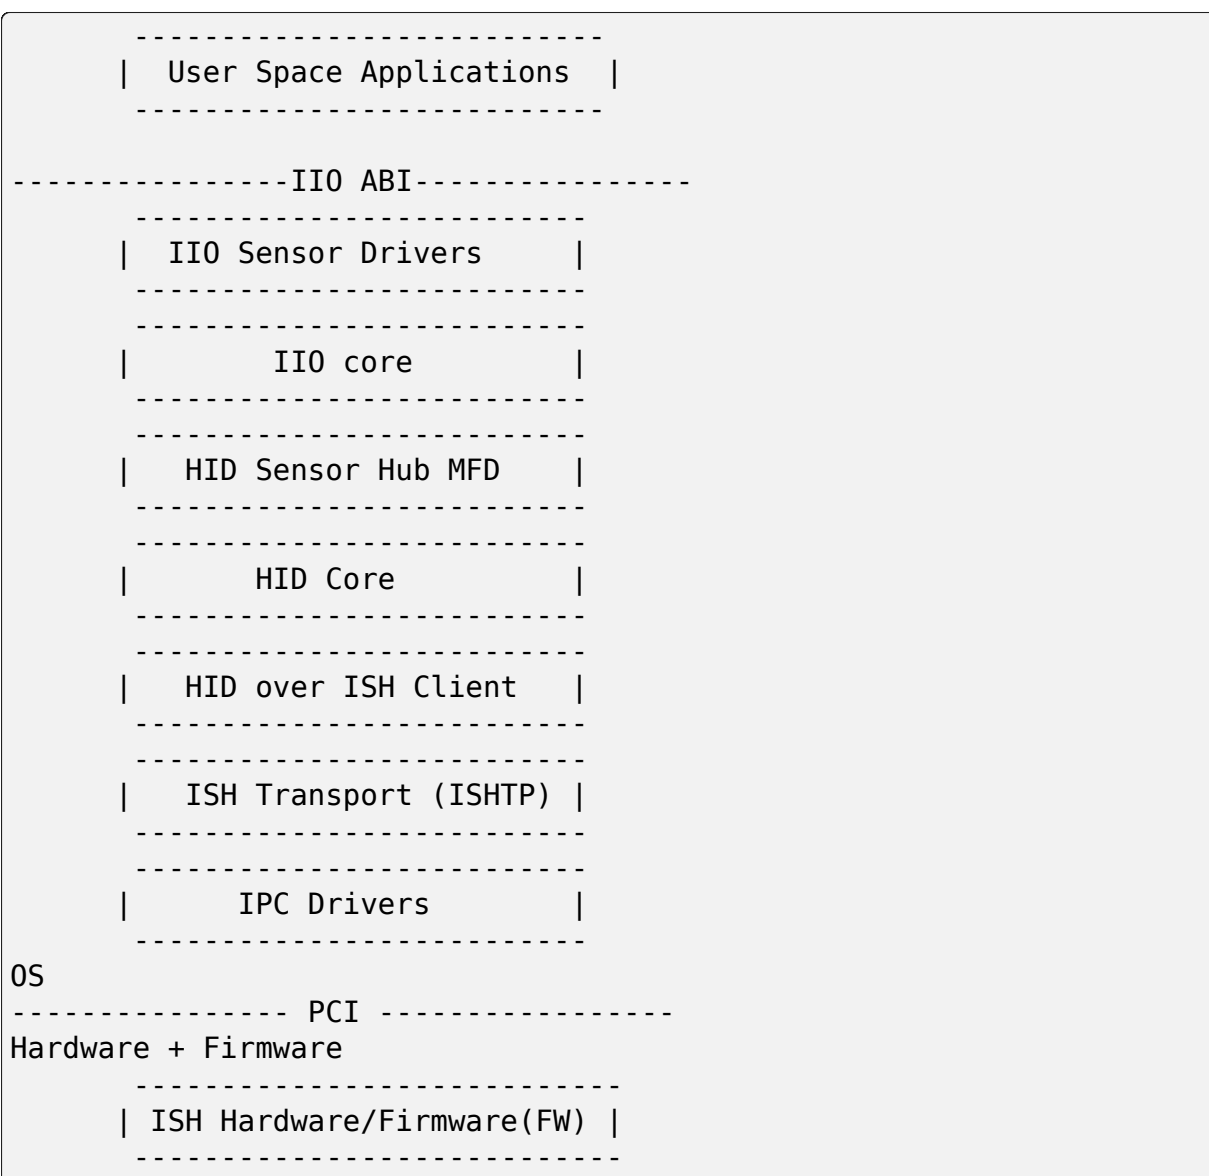 ---------------------------
| User Space Applications |
---------------------------
----------------IIO ABI----------------
--------------------------
| IIO Sensor Drivers |
--------------------------
--------------------------
| IIO core |
--------------------------
--------------------------
| HID Sensor Hub MFD |
--------------------------
--------------------------
| HID Core |
--------------------------
--------------------------
| HID over ISH Client |
--------------------------
--------------------------
| ISH Transport (ISHTP) |
--------------------------
--------------------------
| IPC Drivers |
--------------------------
OS
---------------- PCI -----------------
Hardware + Firmware
----------------------------
| ISH Hardware/Firmware(FW) |
----------------------------